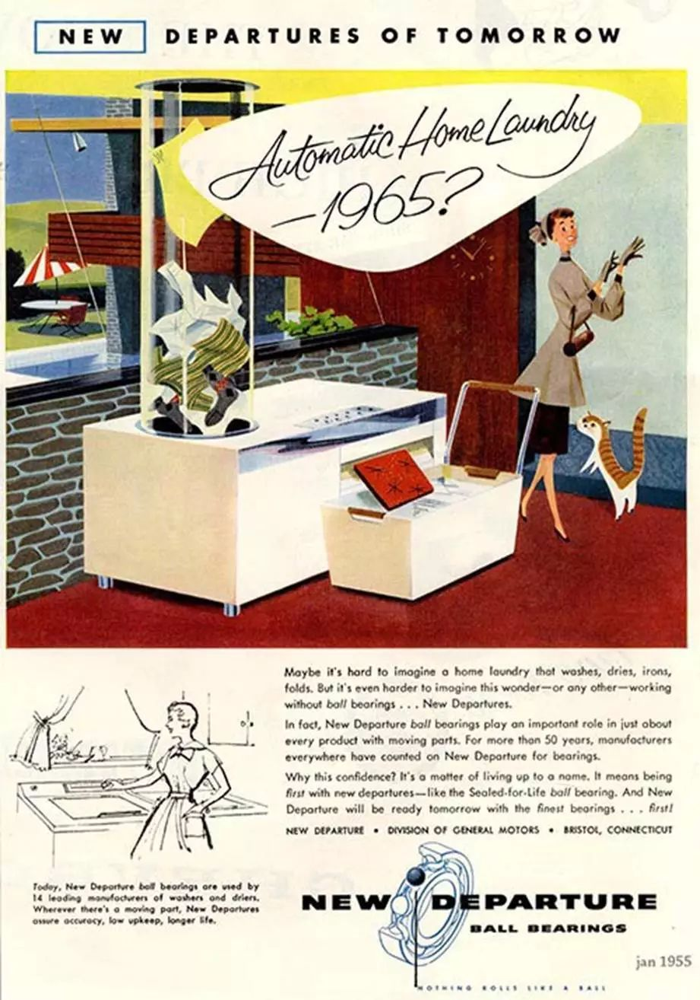 NEW DEPARTURES OF TOMORROW
Automatic Home Laundry
—1965?
Maybe it's hard to imagine a home laundry that washes, dries, irons,
folds. But it's even harder to imagine this wonder—or any other—working
without ball bearings . . . New Departures.
In fact, New Departure ball bearings play an important role in just about
every product with moving parts. For more than 50 years, manufacturers
everywhere have counted on New Departure for bearings.
Why this confidence? It's a matter of living up to a name. It means being
first with new departures—like the Sealed-for-Life ball bearing. And New
Departure will be ready tomorrow with the finest bearings . . . first!
NEW DEPARTURE • DIVISION OF GENERAL MOTORS • BRISTOL, CONNECTICUT
Today, New Departure ball bearings are used by
14 leading manufacturers of washers and driers.
Wherever there's a moving part, New Departures
assure accuracy, low upkeep, longer life.
NEW DEPARTURE
BALL BEARINGS
NOTHING ROLLS LIKE A BALL
jan 1955